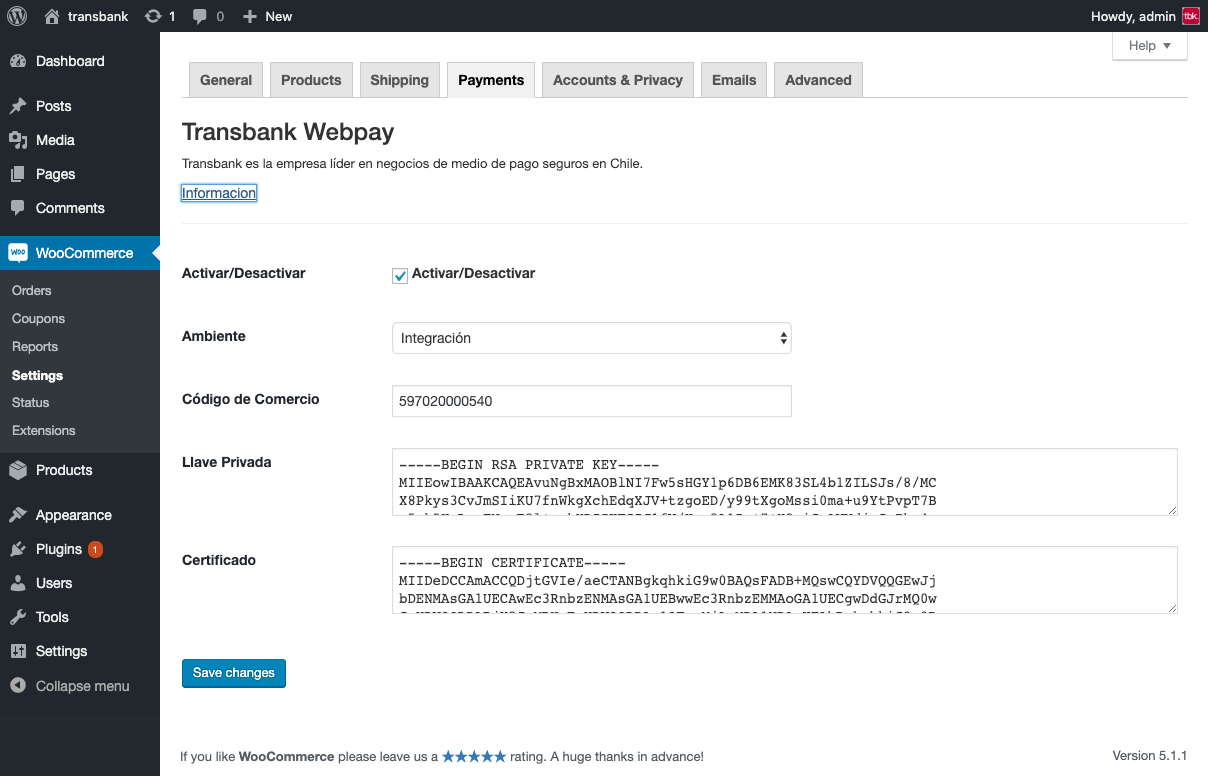 transbank 1 0 New Howdy, admin tbk.
Help
Dashboard
Posts
Media
Pages
Comments
WooCommerce
Orders
Coupons
Reports
Settings
Status
Extensions
Products
Appearance
Plugins 1
Users
Tools
Settings
Collapse menu
General Products Shipping Payments Accounts & Privacy Emails Advanced
Transbank Webpay
Transbank es la empresa líder en negocios de medio de pago seguros en Chile.
Informacion
Activar/Desactivar Activar/Desactivar
Ambiente Integración
Código de Comercio 597020000540
Llave Privada
-----BEGIN RSA PRIVATE KEY-----
MIIEowIBAAKCAQEAvuNgBxMAOBlNI7Fw5sHGY1p6DB6EMK83SL4b1ZILSJs/8/MC
X8Pkys3CvJmSIiKU7fnWkgXchEdqXJV+tzgoED/y99tXgoMssi0ma+u9YtPvpT7B
Certificado
-----BEGIN CERTIFICATE-----
MIIDeDCCAmACCQDjtGVIe/aeCTANBgkqhkiG9w0BAQsFADB+MQswCQYDVQQGEwJj
bDENMAsGA1UECAwEc3RnbzENMAsGA1UEBwwEc3RnbzEMMAoGA1UECgwDdGJrMQ0w
Save changes
If you like WooCommerce please leave us a ★★★★★ rating. A huge thanks in advance!
Version 5.1.1